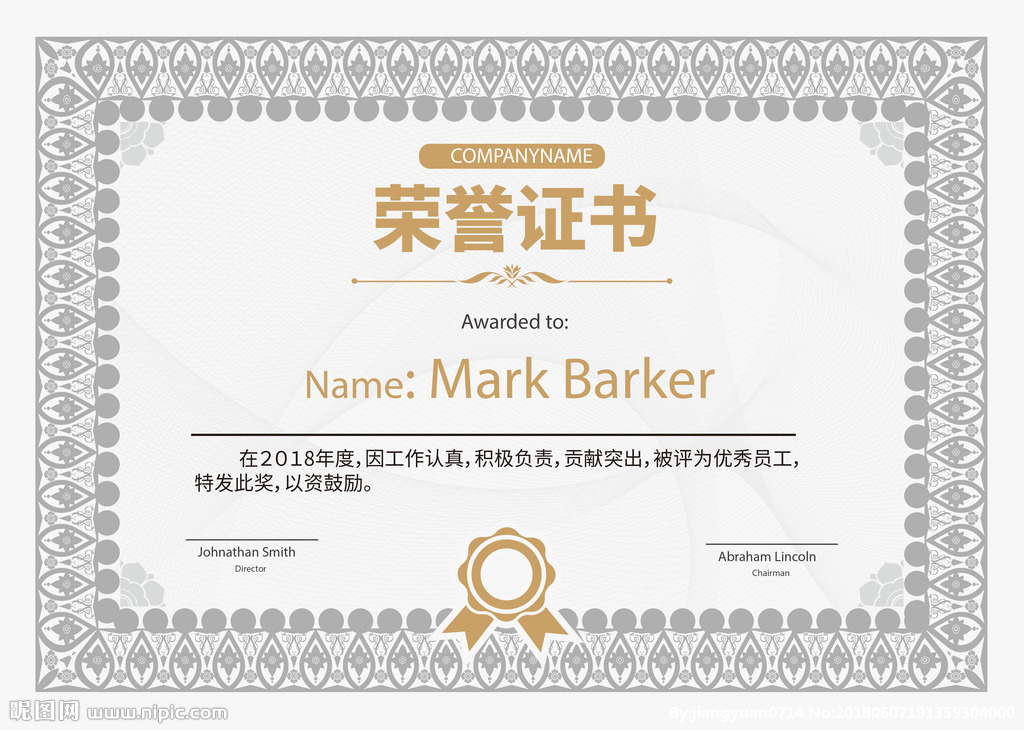 COMPANYNAME
荣誉证书
Awarded to:
Name: Mark Barker
在2018年度,因工作认真,积极负责,贡献突出,被评为优秀员工,
特发此奖,以资鼓励。
Johnathan Smith
Director
Abraham Lincoln
Chairman
昵图网 www.nipic.com
By:jiangyuan0714 No:20180607191359304000